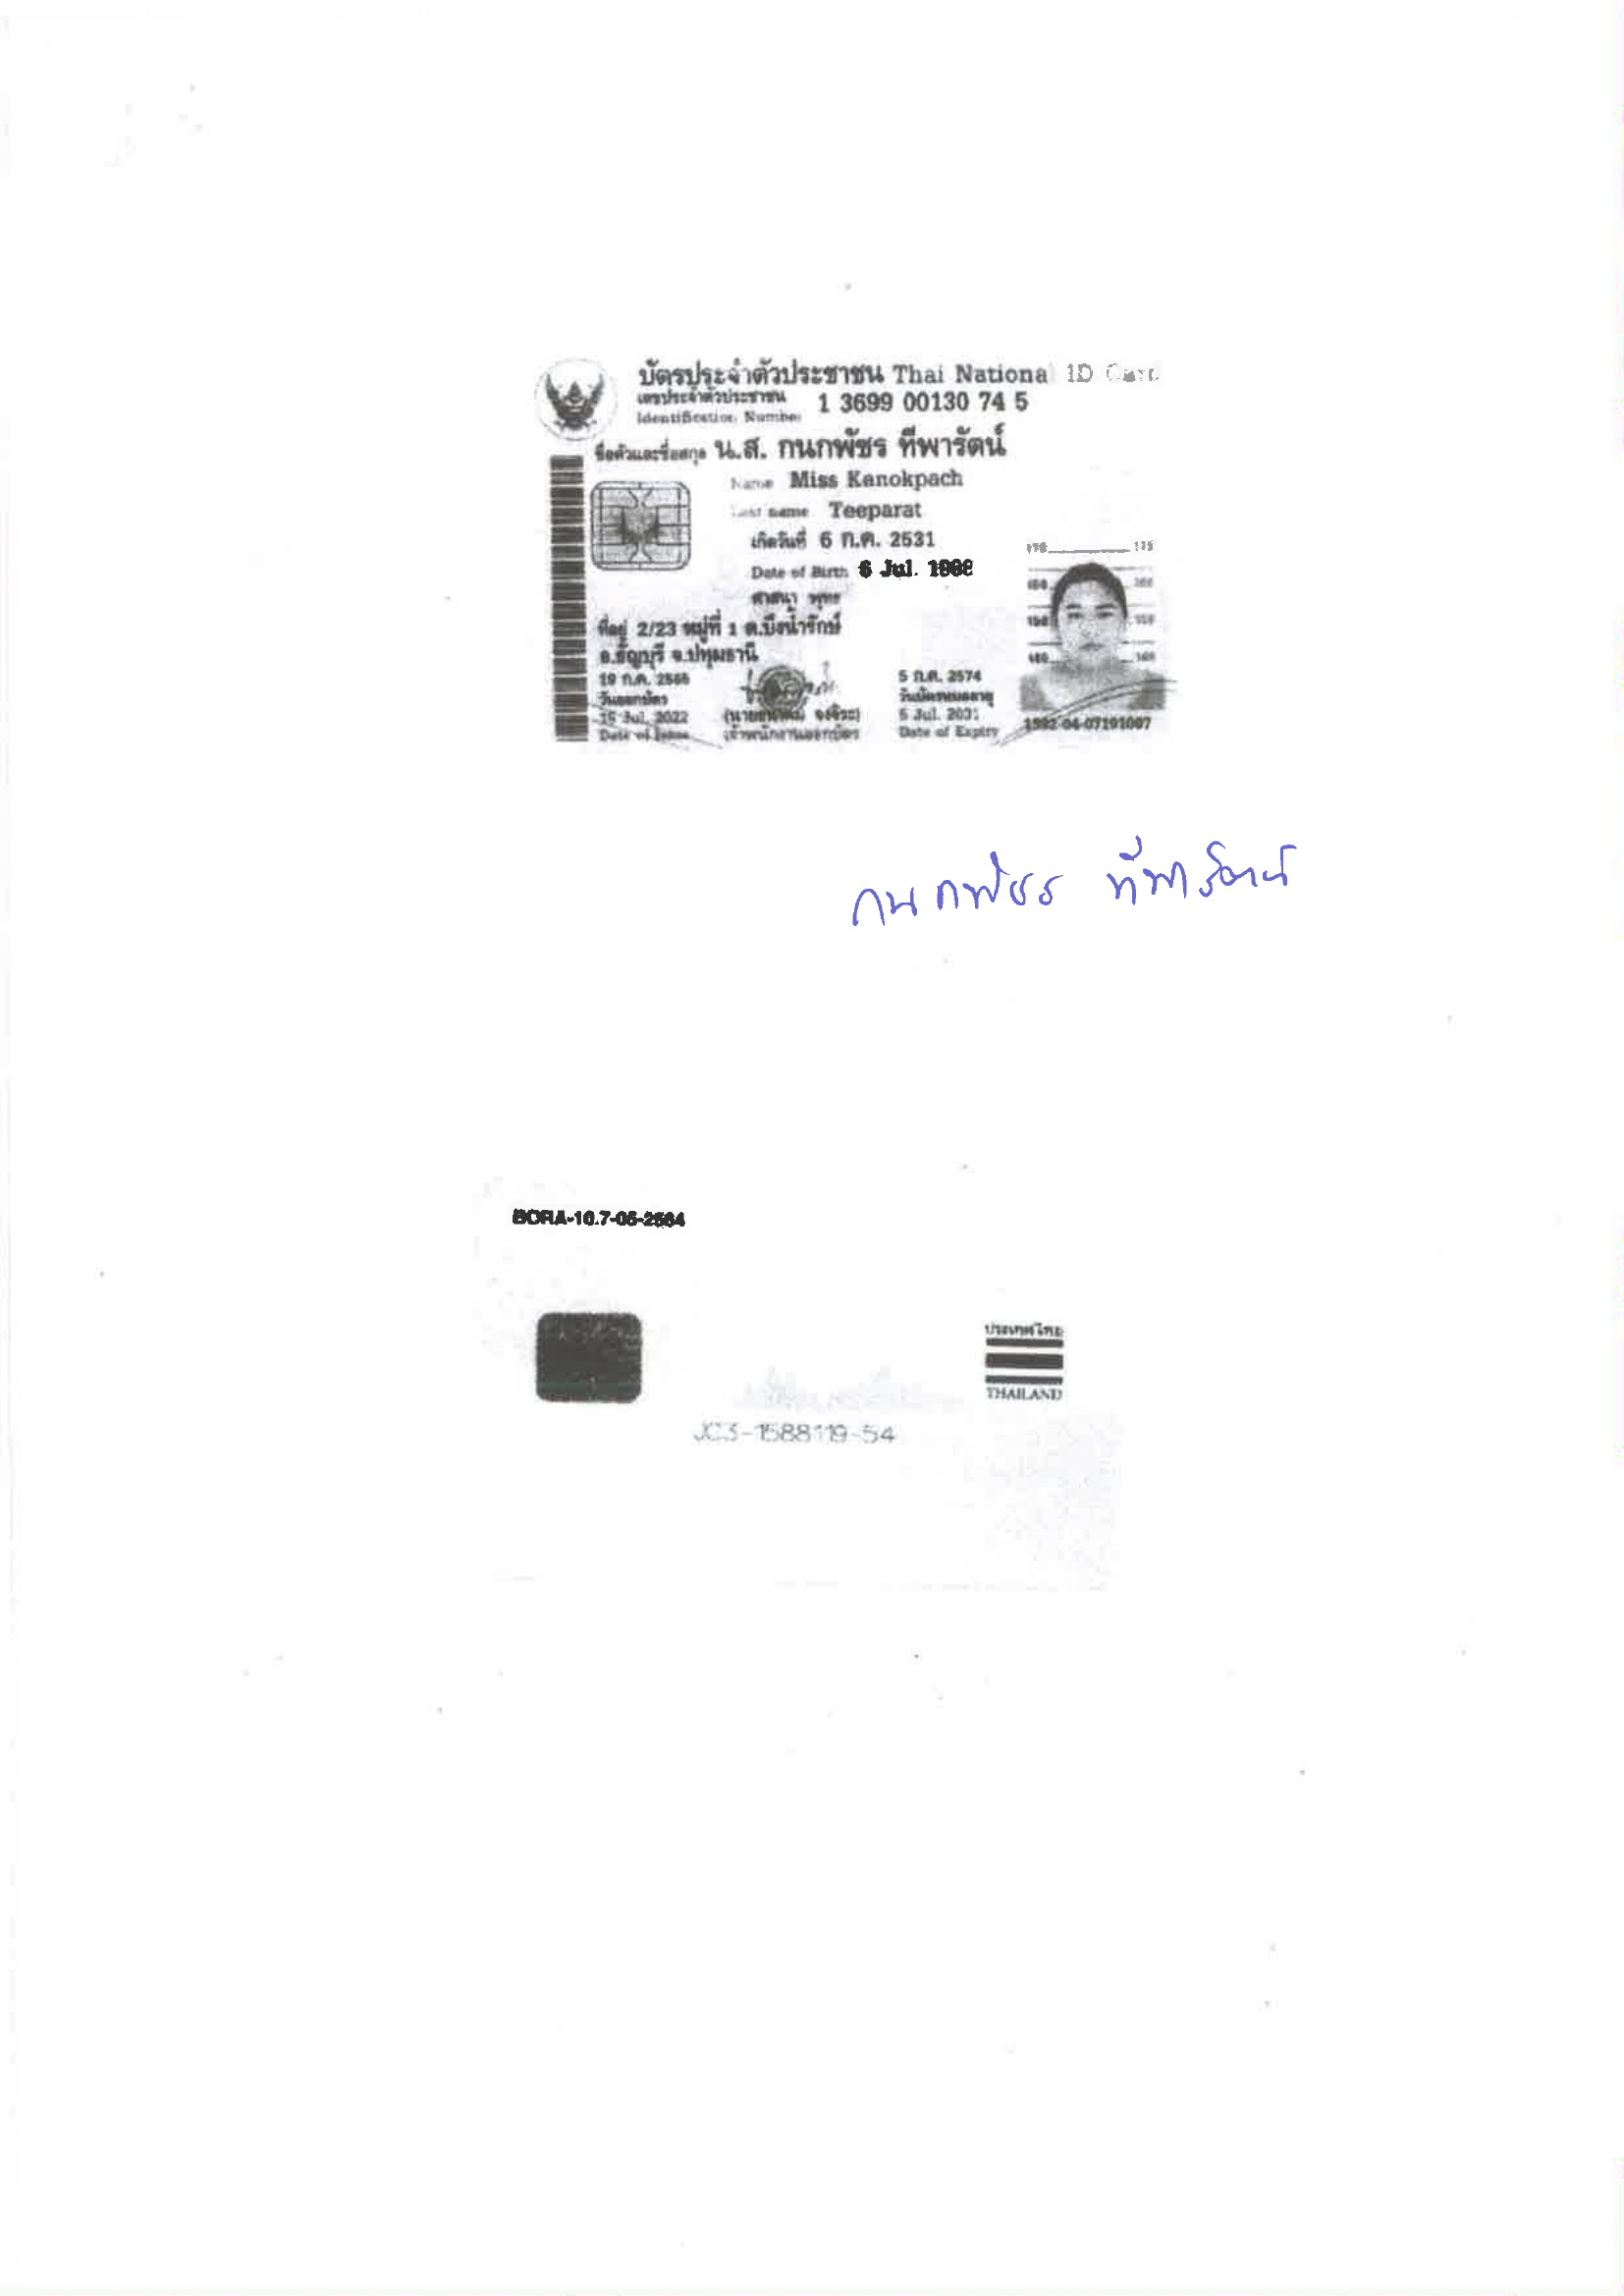 บัตรประจำตัวประชาชน Thai National ID Card
เลขประจำตัวประชาชน
Identification Number 1 3699 00130 74 5
ชื่อตัวและชื่อสกุล น.ส. กนกพัชร ทีพารัตน์
Name Miss Kanokpach
Last name Teeparat
เกิดวันที่ 6 ก.ค. 2531
Date of Birth 6 Jul. 1988
ศาสนา พุทธ
ที่อยู่ 2/23 หมู่ที่ 1 ต.บึงน้ำรักษ์
อ.ธัญบุรี จ.ปทุมธานี
19 ก.ค. 2565
วันออกบัตร
19 Jul. 2022
Date of Issue
เจ้าพนักงานออกบัตร
5 ก.ค. 2574
วันบัตรหมดอายุ
5 Jul. 2031
Date of Expiry
1592-04-07191007
กนกพัชร ทีพารัตน์
BORA-10.7-05-2564
ประเทศไทย
THAILAND
JC3-1588119-54